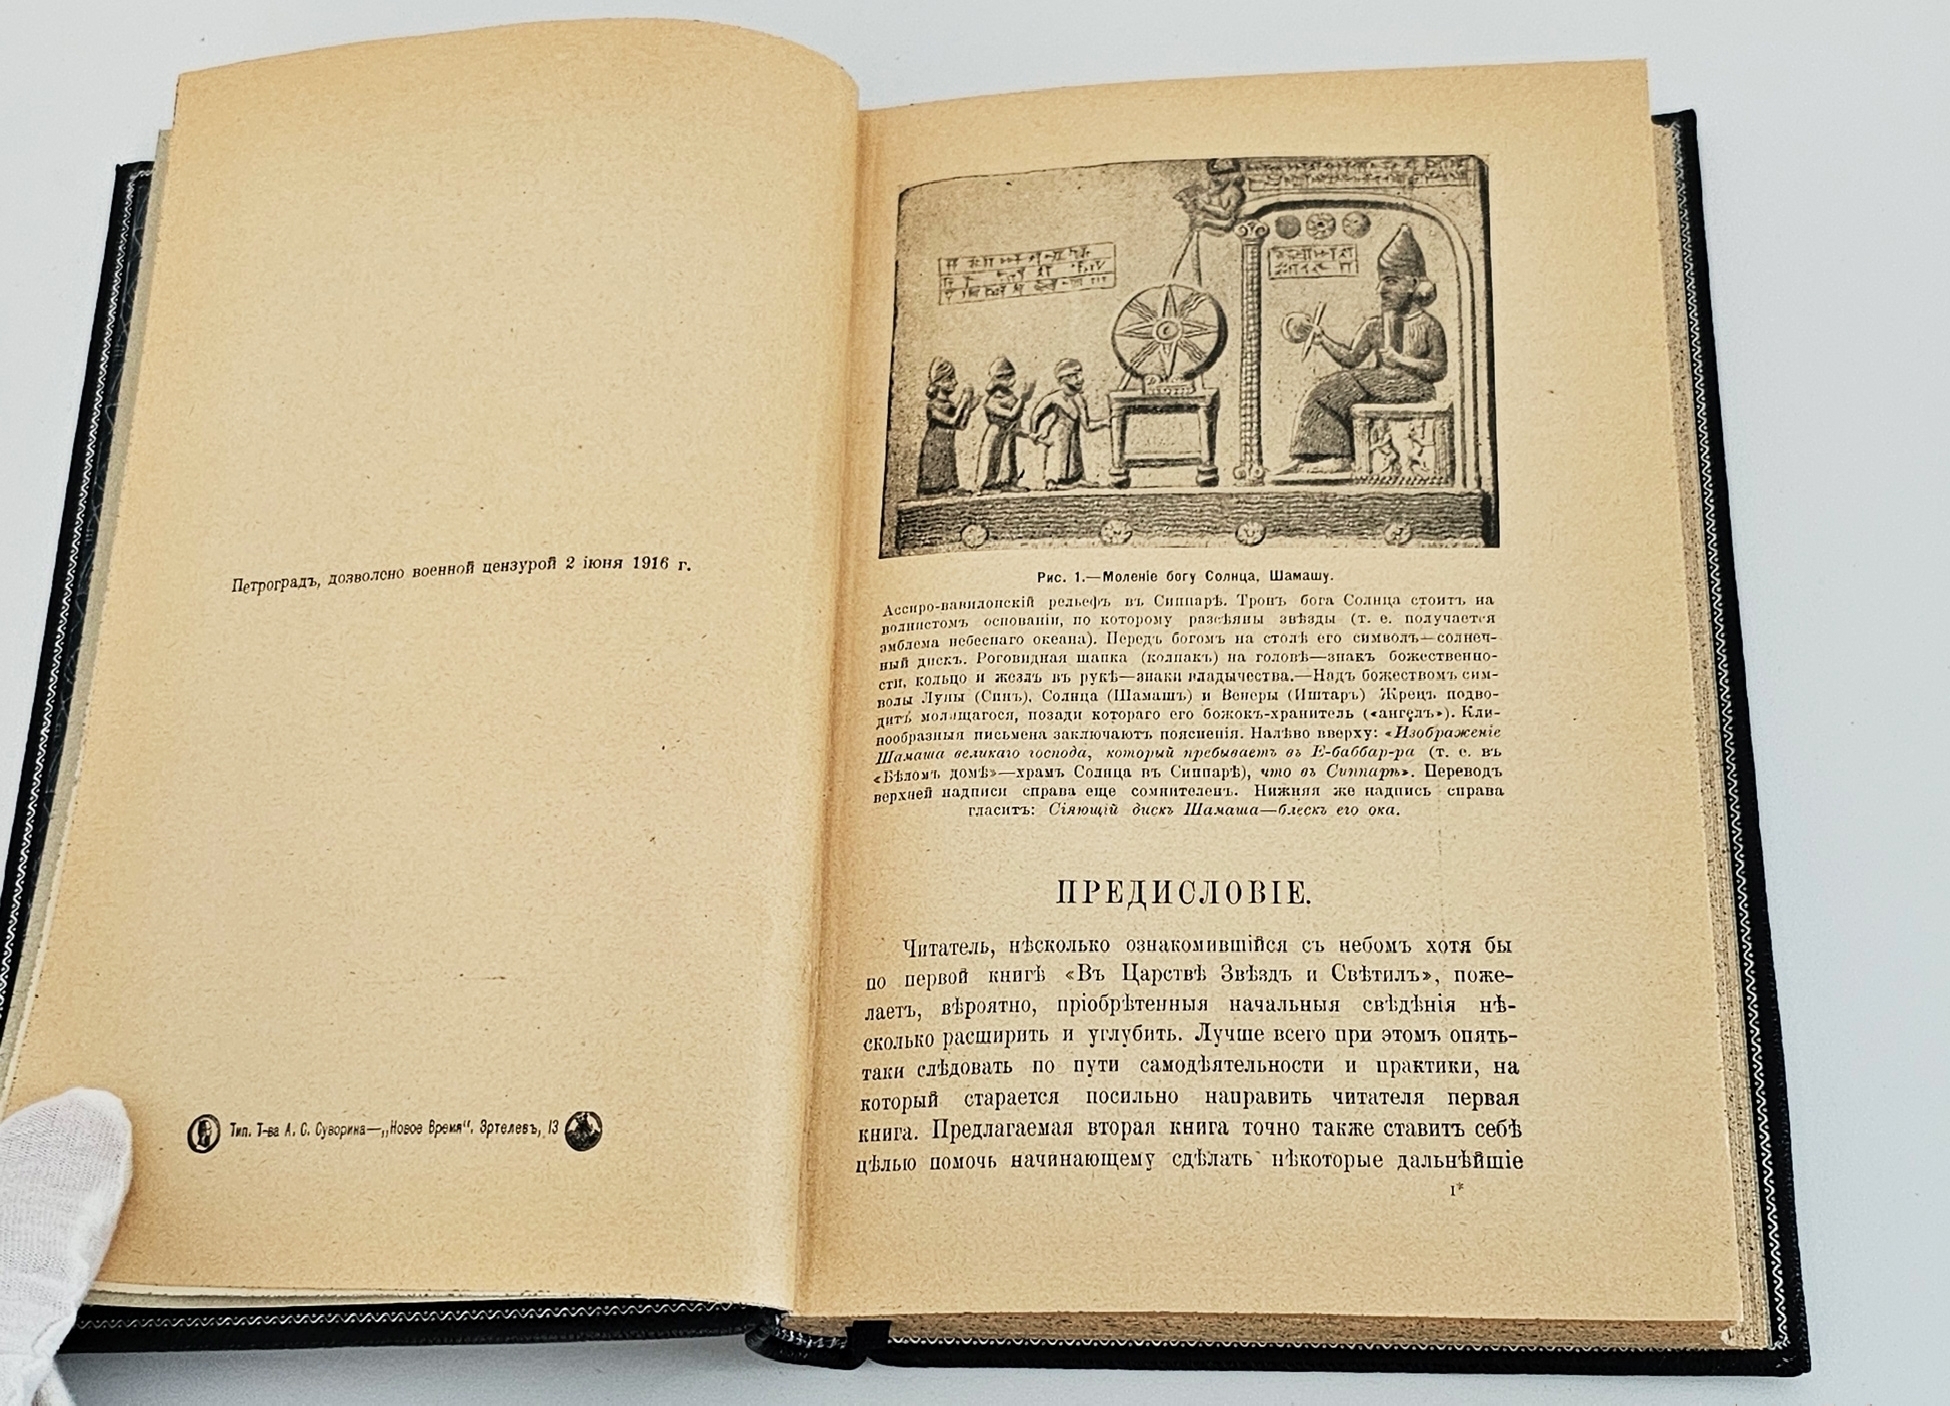 Петроградъ, дозволено военной цензурой 2 іюня 1916 г.
Тип. Т-ва А. С. Суворина—„Новое Время“. Эртелевъ, 13
Рис. 1.—Моленіе богу Солнца, Шамашу.
Ассиро-вавилонскій рельефъ въ Сиппарѣ. Тронъ бога Солнца стоитъ на
волнистомъ основаніи, по которому разсѣяны звѣзды (т. е. получается
эмблема небеснаго океана). Передъ богомъ на столѣ его символъ—солнеч-
ный дискъ. Роговидная шапка (колпакъ) на головѣ—знакъ божественно-
сти, кольцо и жезлъ въ рукѣ—знаки владычества.—Надъ божествомъ сим-
волы Луны (Синъ), Солнца (Шамашъ) и Венеры (Иштаръ) Жрецъ подво-
дитъ молящагося, позади котораго его божокъ-хранитель («ангелъ»). Кли-
нообразныя письмена заключаютъ поясненія. Налѣво вверху: «Изображеніе
Шамаша великаго господа, который пребываетъ въ Е-баббар-ра (т. е. въ
«Бѣломъ домѣ»—храмъ Солнца въ Сиппарѣ), что въ Сиппарѣ». Переводъ
верхней надписи справа еще сомнителенъ. Нижняя же надпись справа
гласитъ: Сіяющій дискъ Шамаша—блескъ его ока.
ПРЕДИСЛОВІЕ.
Читатель, нѣсколько ознакомившійся съ небомъ хотя бы
по первой книгѣ «Въ Царствѣ Звѣздъ и Свѣтилъ», поже-
лаетъ, вѣроятно, пріобрѣтенныя начальныя свѣдѣнія нѣ-
сколько расширить и углубить. Лучше всего при этомъ опять-
таки слѣдовать по пути самодѣятельности и практики, на
который старается посильно направить читателя первая
книга. Предлагаемая вторая книга точно также ставитъ себѣ
цѣлью помочь начинающему сдѣлать нѣкоторые дальнѣйшіе
1*